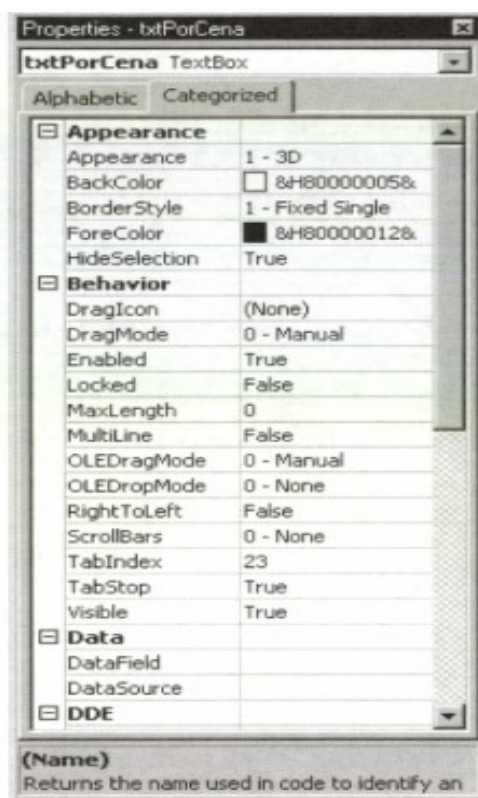 Properties - txtPorCena
txtPorCena TextBox
Alphabetic Categorized
Appearance
Appearance 1 - 3D
BackColor &H80000005&
BorderStyle 1 - Fixed Single
ForeColor &H80000012&
HideSelection True
Behavior
DragIcon (None)
DragMode 0 - Manual
Enabled True
Locked False
MaxLength 0
MultiLine False
OLEDragMode 0 - Manual
OLEDropMode 0 - None
RightToLeft False
ScrollBars 0 - None
TabIndex 23
TabStop True
Visible True
Data
DataField
DataSource
DDE
(Name)
Returns the name used in code to identify an